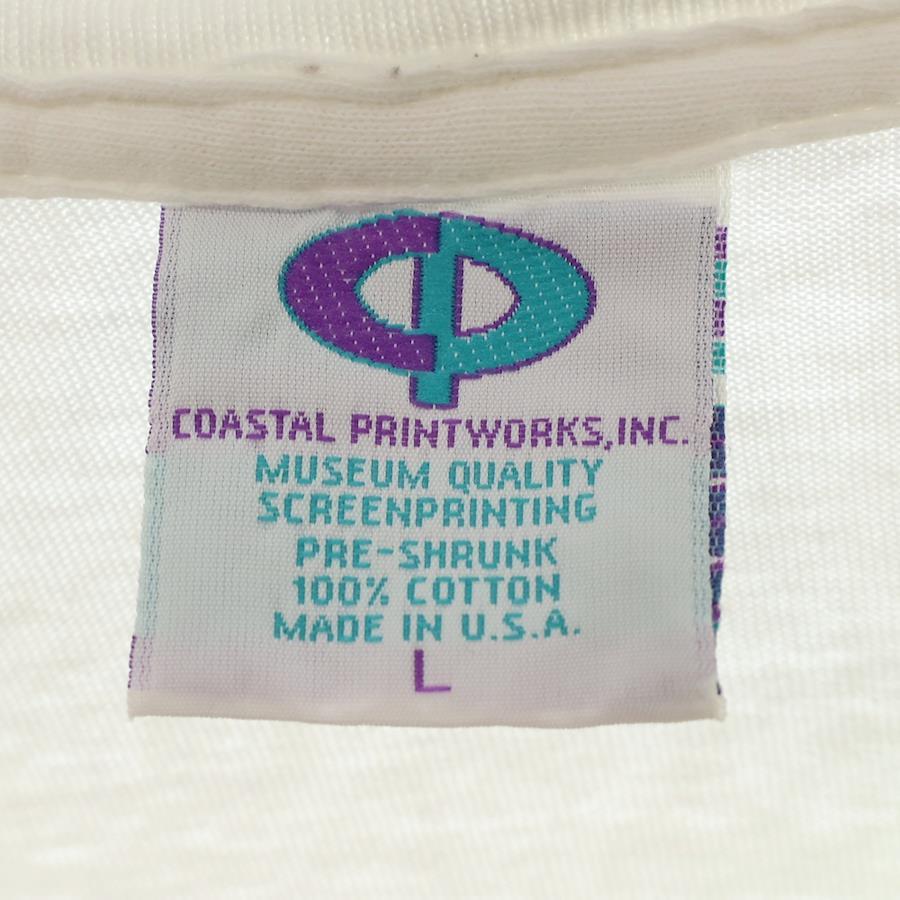 COASTAL PRINTWORKS,INC.
MUSEUM QUALITY
SCREENPRINTING
PRE-SHRUNK
100% COTTON
MADE IN U.S.A.
L